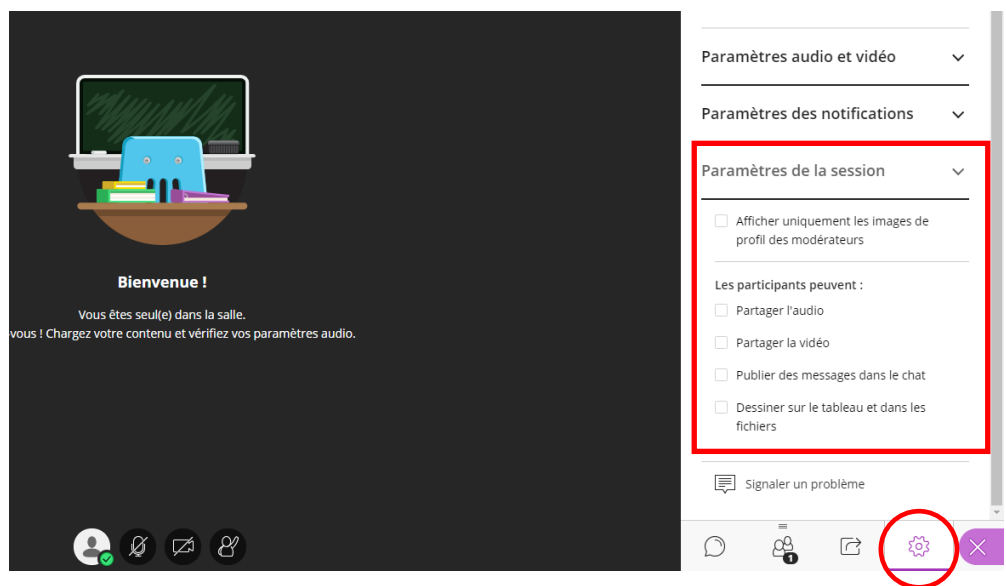 Bienvenue !
Vous êtes seul(e) dans la salle.
vous ! Chargez votre contenu et vérifiez vos paramètres audio.
Paramètres audio et vidéo
Paramètres des notifications
Paramètres de la session
Afficher uniquement les images de
profil des modérateurs
Les participants peuvent :
Partager l'audio
Partager la vidéo
Publier des messages dans le chat
Dessiner sur le tableau et dans les
fichiers
Signaler un problème
1